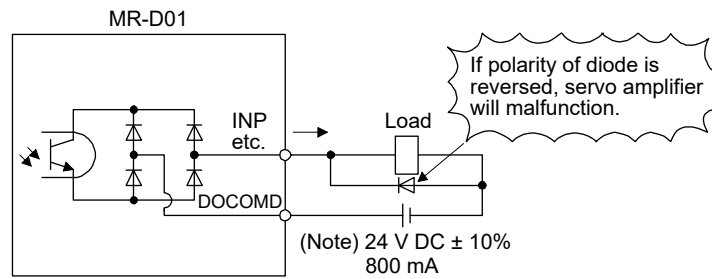 MR-D01
If polarity of diode is
reversed, servo amplifier
will malfunction.
INP
etc.
Load
DOCOMD
(Note) 24 V DC ± 10%
800 mA